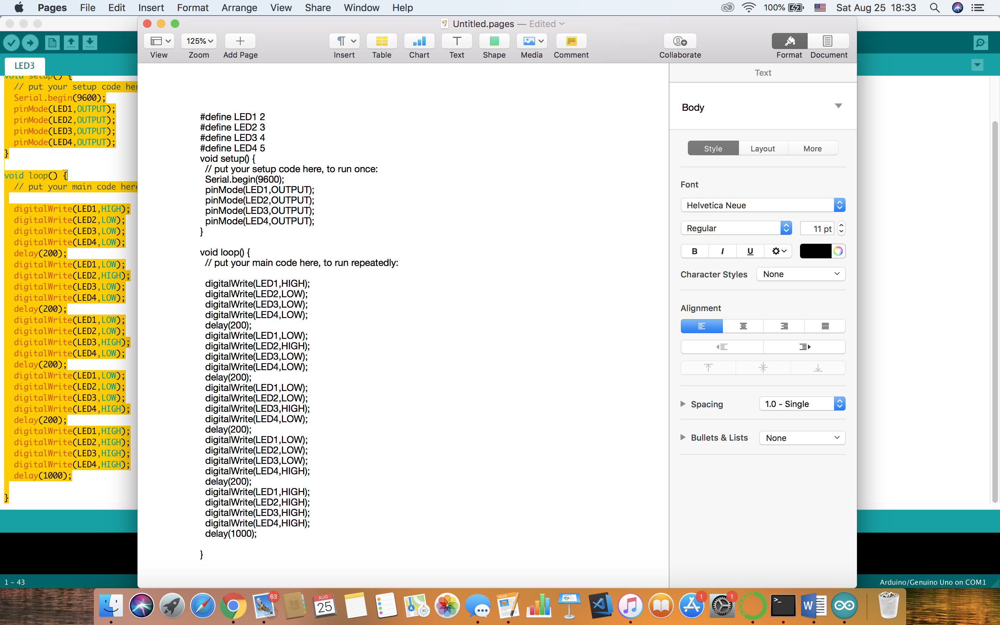 Pages File Edit Insert Format Arrange View Share Window Help 100% Sat Aug 25 18:33
Untitled.pages — Edited
125%
View Zoom Add Page Insert Table Chart Text Shape Media Comment Collaborate Format Document
LED3
void setup() {
// put your setup code her
Serial.begin(9600);
pinMode(LED1,OUTPUT);
pinMode(LED2,OUTPUT);
pinMode(LED3,OUTPUT);
pinMode(LED4,OUTPUT);
}
void loop() {
// put your main code here
digitalWrite(LED1,HIGH);
digitalWrite(LED2,LOW);
digitalWrite(LED3,LOW);
digitalWrite(LED4,LOW);
delay(200);
digitalWrite(LED1,LOW);
digitalWrite(LED2,HIGH);
digitalWrite(LED3,LOW);
digitalWrite(LED4,LOW);
delay(200);
digitalWrite(LED1,LOW);
digitalWrite(LED2,LOW);
digitalWrite(LED3,HIGH);
digitalWrite(LED4,LOW);
delay(200);
digitalWrite(LED1,LOW);
digitalWrite(LED2,LOW);
digitalWrite(LED3,LOW);
digitalWrite(LED4,HIGH);
delay(200);
digitalWrite(LED1,HIGH);
digitalWrite(LED2,HIGH);
digitalWrite(LED3,HIGH);
digitalWrite(LED4,HIGH);
delay(1000);
}
1 - 43
#define LED1 2
#define LED2 3
#define LED3 4
#define LED4 5
void setup() {
// put your setup code here, to run once:
Serial.begin(9600);
pinMode(LED1,OUTPUT);
pinMode(LED2,OUTPUT);
pinMode(LED3,OUTPUT);
pinMode(LED4,OUTPUT);
}
void loop() {
// put your main code here, to run repeatedly:
digitalWrite(LED1,HIGH);
digitalWrite(LED2,LOW);
digitalWrite(LED3,LOW);
digitalWrite(LED4,LOW);
delay(200);
digitalWrite(LED1,LOW);
digitalWrite(LED2,HIGH);
digitalWrite(LED3,LOW);
digitalWrite(LED4,LOW);
delay(200);
digitalWrite(LED1,LOW);
digitalWrite(LED2,LOW);
digitalWrite(LED3,HIGH);
digitalWrite(LED4,LOW);
delay(200);
digitalWrite(LED1,LOW);
digitalWrite(LED2,LOW);
digitalWrite(LED3,LOW);
digitalWrite(LED4,HIGH);
delay(200);
digitalWrite(LED1,HIGH);
digitalWrite(LED2,HIGH);
digitalWrite(LED3,HIGH);
digitalWrite(LED4,HIGH);
delay(1000);
}
Text
Body
Style Layout More
Font
Helvetica Neue
Regular 11 pt
B I U
Character Styles None
Alignment
Spacing 1.0 - Single
Bullets & Lists None
Arduino/Genuino Uno on COM1
63 AUG 25 3D PAGES 1 1 >_ W